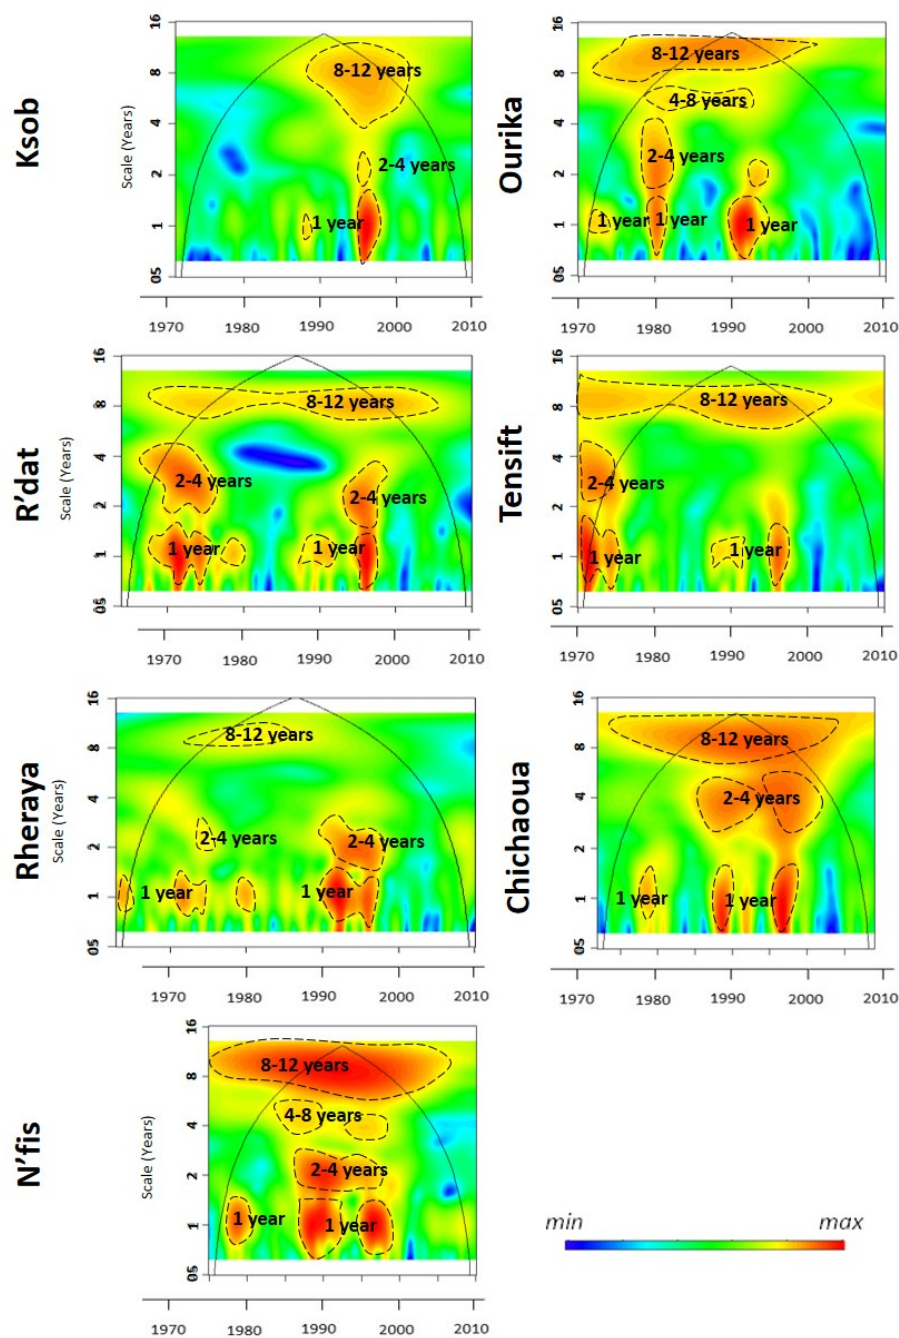 Ksob
Scale (Years)
16
8
4
2
1
05
8-12 years
2-4 years
1 year
1970 1980 1990 2000 2010
Ourika
16
8
4
2
1
05
8-12 years
4-8 years
2-4 years
1 year 1 year 1 year
1970 1980 1990 2000 2010
R'dat
Scale (Years)
16
8
4
2
1
05
8-12 years
2-4 years
2-4 years
1 year 1 year
1970 1980 1990 2000 2010
Tensift
16
8
4
2
1
05
8-12 years
2-4 years
1 year 1 year
1970 1980 1990 2000 2010
Rheraya
Scale (Years)
16
8
4
2
1
05
8-12 years
2-4 years 2-4 years
1 year 1 year
1970 1980 1990 2000 2010
Chichaoua
16
8
4
2
1
05
8-12 years
2-4 years
1 year 1 year
1970 1980 1990 2000 2010
N'fis
Scale (Years)
16
8
4
2
1
05
8-12 years
4-8 years
2-4 years
1 year 1 year
1970 1980 1990 2000 2010
min max